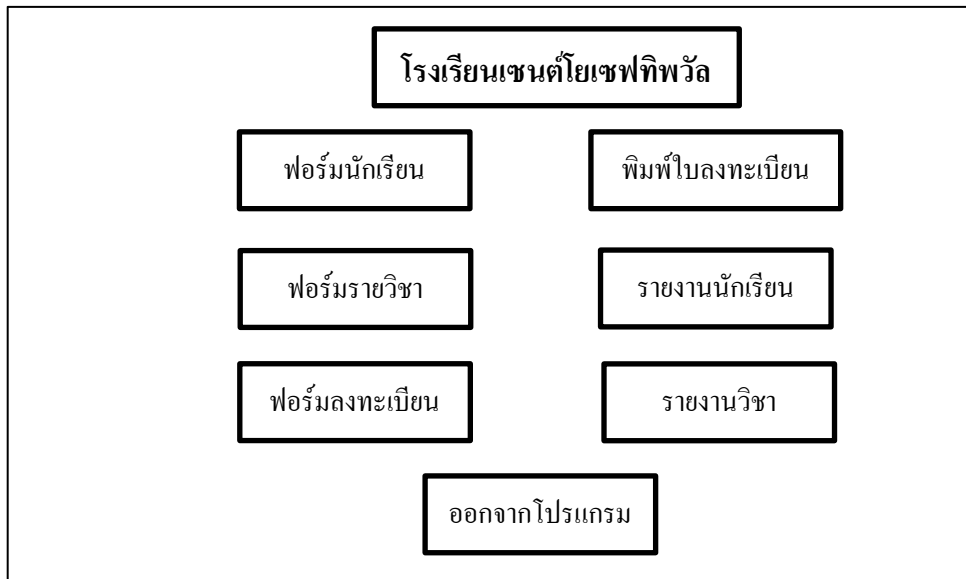 โรงเรียนเซนต์โยเซฟทิพวัล
ฟอร์มนักเรียน
พิมพ์ใบลงทะเบียน
ฟอร์มรายวิชา
รายงานนักเรียน
ฟอร์มลงทะเบียน
รายงานวิชา
ออกจากโปรแกรม